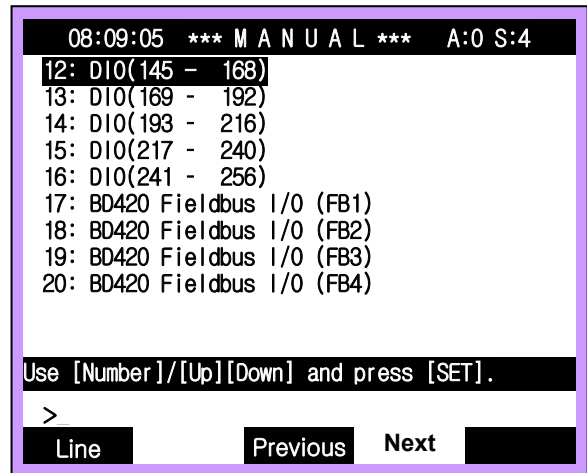 08:09:05 *** M A N U A L *** A:0 S:4
12: DIO(145 – 168)
13: DIO(169 - 192)
14: DIO(193 - 216)
15: DIO(217 - 240)
16: DIO(241 - 256)
17: BD420 Fieldbus I/O (FB1)
18: BD420 Fieldbus I/O (FB2)
19: BD420 Fieldbus I/O (FB3)
20: BD420 Fieldbus I/O (FB4)
Use [Number]/[Up][Down] and press [SET].
>_
Line Previous Next